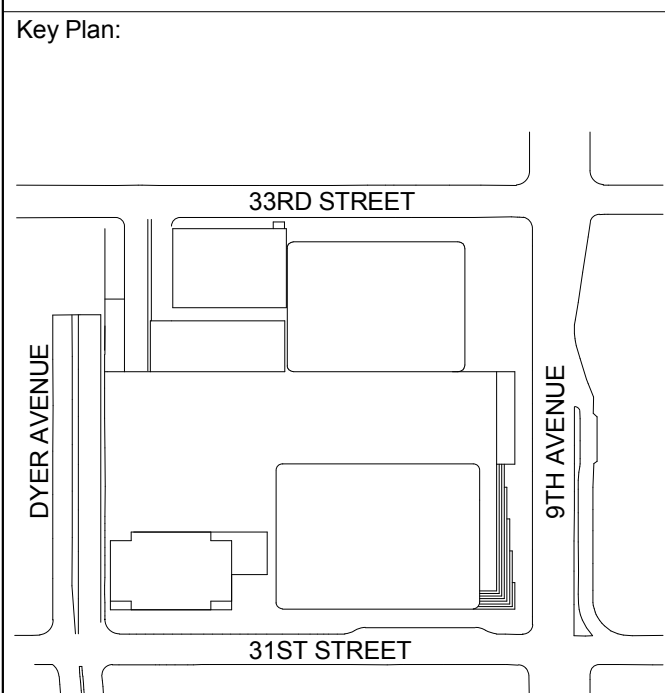 Key Plan:
33RD STREET
DYER AVENUE
9TH AVENUE
31ST STREET